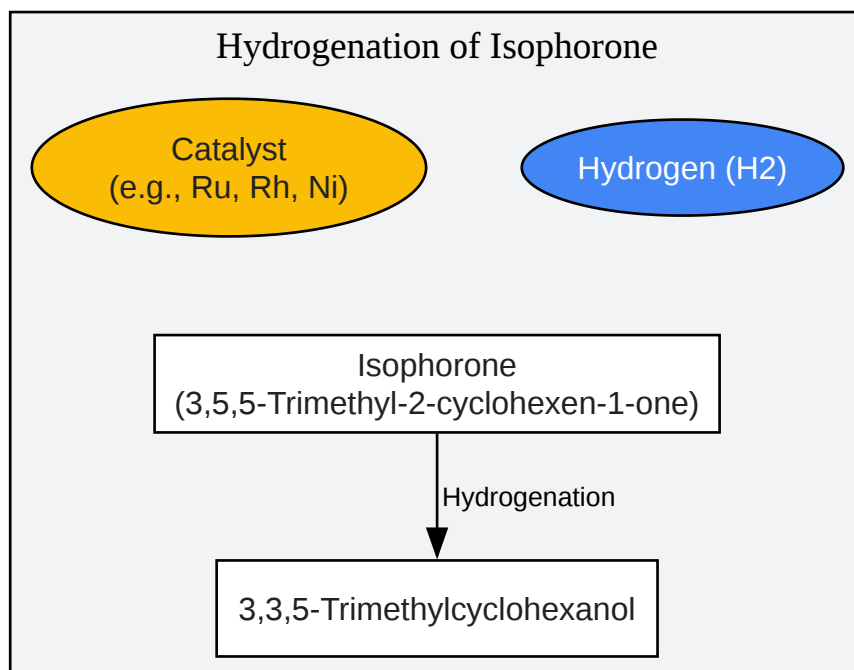 Hydrogenation of Isophorone
Catalyst
(e.g., Ru, Rh, Ni)
Hydrogen (H2)
Isophorone
(3,5,5-Trimethyl-2-cyclohexen-1-one)
Hydrogenation
3,3,5-Trimethylcyclohexanol